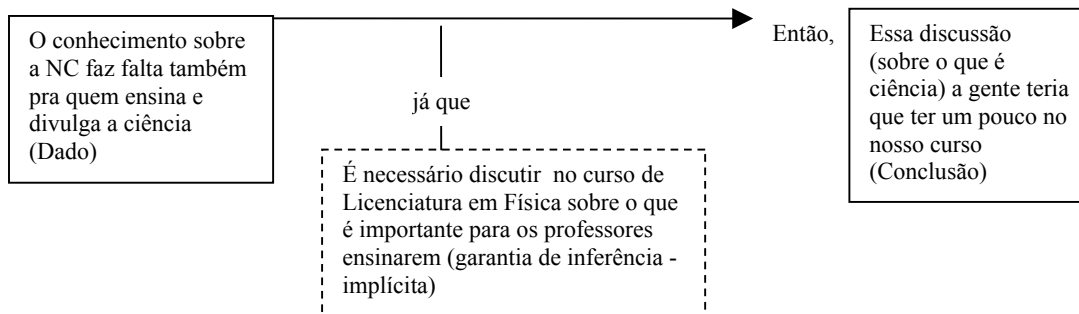 O conhecimento sobre
a NC faz falta também
pra quem ensina e
divulga a ciência
(Dado)
já que
É necessário discutir no curso de
Licenciatura em Física sobre o que
é importante para os professores
ensinarem (garantia de inferência -
implícita)
Então,
Essa discussão
(sobre o que é
ciência) a gente teria
que ter um pouco no
nosso curso
(Conclusão)